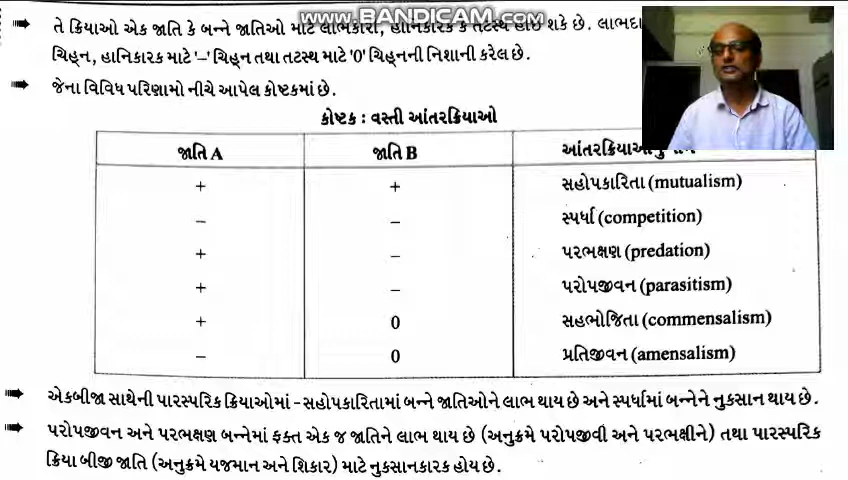 www.BANDICAM.com
તે ક્રિયાઓ એક જાતિ કે બન્ને જાતિઓ માટે લાભકારી, હાનિકારક કે તટસ્થ હોઈ શકે છે.
ચિહ્ન, હાનિકારક માટે '–' ચિહ્ન તથા તટસ્થ માટે '0' ચિહ્નની નિશાની કરેલ છે.
જેના વિવિધ પરિણામો નીચે આપેલ કોષ્ટકમાં છે.
કોષ્ટક : વસ્તી આંતરક્રિયાઓ
જાતિ A જાતિ B
+ + સહોપકારિતા (mutualism)
– – સ્પર્ધા (competition)
+ – પરભક્ષણ (predation)
+ – પરોપજીવન (parasitism)
+ 0 સહભોજિતા (commensalism)
– 0 પ્રતિજીવન (amensalism)
એકબીજા સાથેની પારસ્પરિક ક્રિયાઓમાં - સહોપકારિતામાં બન્ને જાતિઓને લાભ થાય છે અને સ્પર્ધામાં બન્નેને નુકસાન થાય છે.
પરોપજીવન અને પરભક્ષણ બન્નેમાં ફક્ત એક જ જાતિને લાભ થાય છે (અનુક્રમે પરોપજીવી અને પરભક્ષીને) તથા પારસ્પરિક
ક્રિયા બીજી જાતિ (અનુક્રમે યજમાન અને શિકાર) માટે નુકસાનકારક હોય છે.